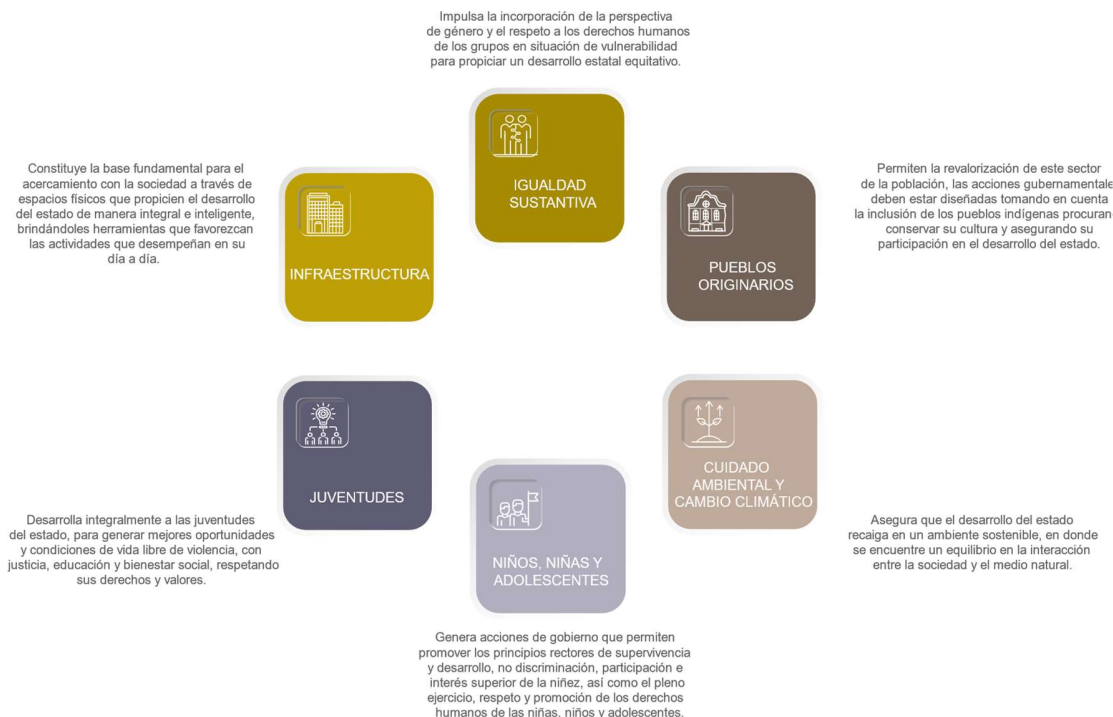 Impulsa la incorporación de la perspectiva
de género y el respeto a los derechos humanos
de los grupos en situación de vulnerabilidad
para propiciar un desarrollo estatal equitativo.
IGUALDAD
SUSTANTIVA
Constituye la base fundamental para el
acercamiento con la sociedad a través de
espacios físicos que propicien el desarrollo
del estado de manera integral e inteligente,
brindándoles herramientas que favorezcan
las actividades que desempeñan en su
día a día.
INFRAESTRUCTURA
PUEBLOS
ORIGINARIOS
Permiten la revalorización de este sector
de la población, las acciones gubernamentale
deben estar diseñadas tomando en cuenta
la inclusión de los pueblos indígenas procuran
conservar su cultura y asegurando su
participación en el desarrollo del estado.
JUVENTUDES
Desarrolla integralmente a las juventudes
del estado, para generar mejores oportunidades
y condiciones de vida libre de violencia, con
justicia, educación y bienestar social, respetando
sus derechos y valores.
CUIDADO
AMBIENTAL Y
CAMBIO CLIMÁTICO
Asegura que el desarrollo del estado
recaiga en un ambiente sostenible, en donde
se encuentre un equilibrio en la interacción
entre la sociedad y el medio natural.
NIÑOS, NIÑAS Y
ADOLESCENTES
Genera acciones de gobierno que permiten
promover los principios rectores de supervivencia
y desarrollo, no discriminación, participación e
interés superior de la niñez, así como el pleno
ejercicio, respeto y promoción de los derechos
humanos de las niñas, niños y adolescentes.